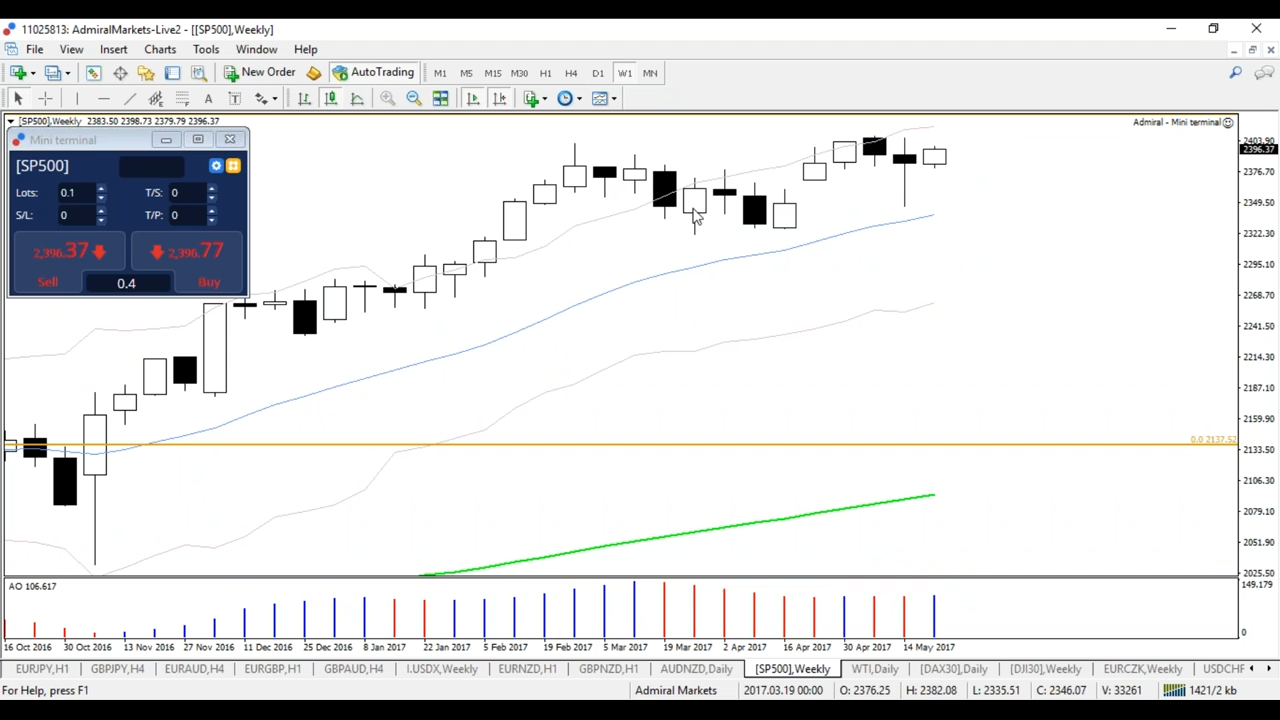 11025813: AdmiralMarkets-Live2 - [[SP500],Weekly]
File View Insert Charts Tools Window Help
New Order AutoTrading M1 M5 M15 M30 H1 H4 D1 W1 MN
A T
[SP500],Weekly 2383.50 2398.73 2379.79 2396.37
Admiral - Mini terminal
Mini terminal
[SP500]
Lots: 0.1 T/S: 0
S/L: 0 T/P: 0
2,396.37 2,396.77
Sell 0.4 Buy
2403.90
2396.37
2376.70
2349.50
2322.30
2295.10
2268.70
2241.50
2214.30
2187.10
2159.90
0.0 2137.52
2133.50
2106.30
2079.10
2051.90
2025.50
AO 106.617
149.179
0
16 Oct 2016 30 Oct 2016 13 Nov 2016 27 Nov 2016 11 Dec 2016 25 Dec 2016 8 Jan 2017 22 Jan 2017 5 Feb 2017 19 Feb 2017 5 Mar 2017 19 Mar 2017 2 Apr 2017 16 Apr 2017 30 Apr 2017 14 May 2017
EURJPY,H1 GBPJPY,H4 EURAUD,H4 EURGBP,H1 GBPAUD,H4 I.USDX,Weekly EURNZD,H1 GBPNZD,H1 AUDNZD,Daily [SP500],Weekly WTI,Daily [DAX30],Daily [DJI30],Weekly EURCZK,Weekly USDCHF
For Help, press F1 Admiral Markets 2017.03.19 00:00 O: 2376.25 H: 2382.08 L: 2335.51 C: 2346.07 V: 33261 1421/2 kb